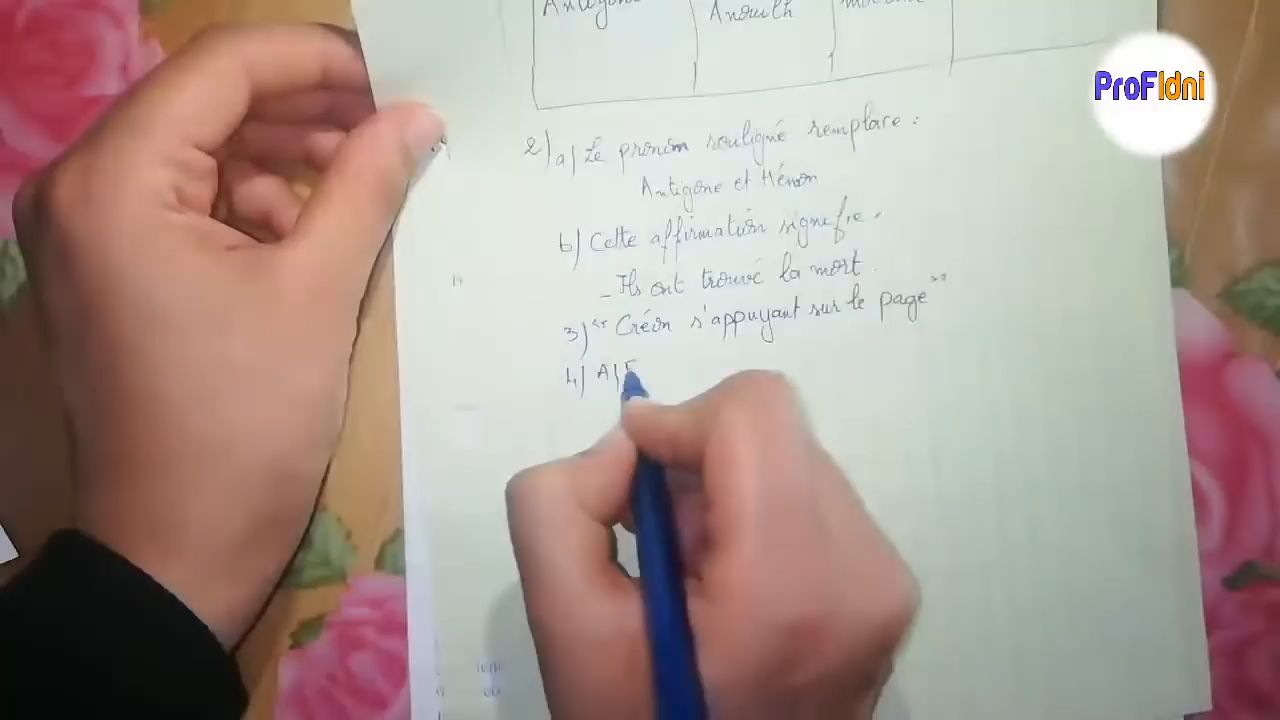 Antigone Anouilh
ProFIdni
2) a) Le pronom souligné remplace :
Antigone et Hémon
b) Cette affirmation signifie.
- Ils ont trouvé la mort.
3) "Créon s'appuyant sur le page"
4) A)